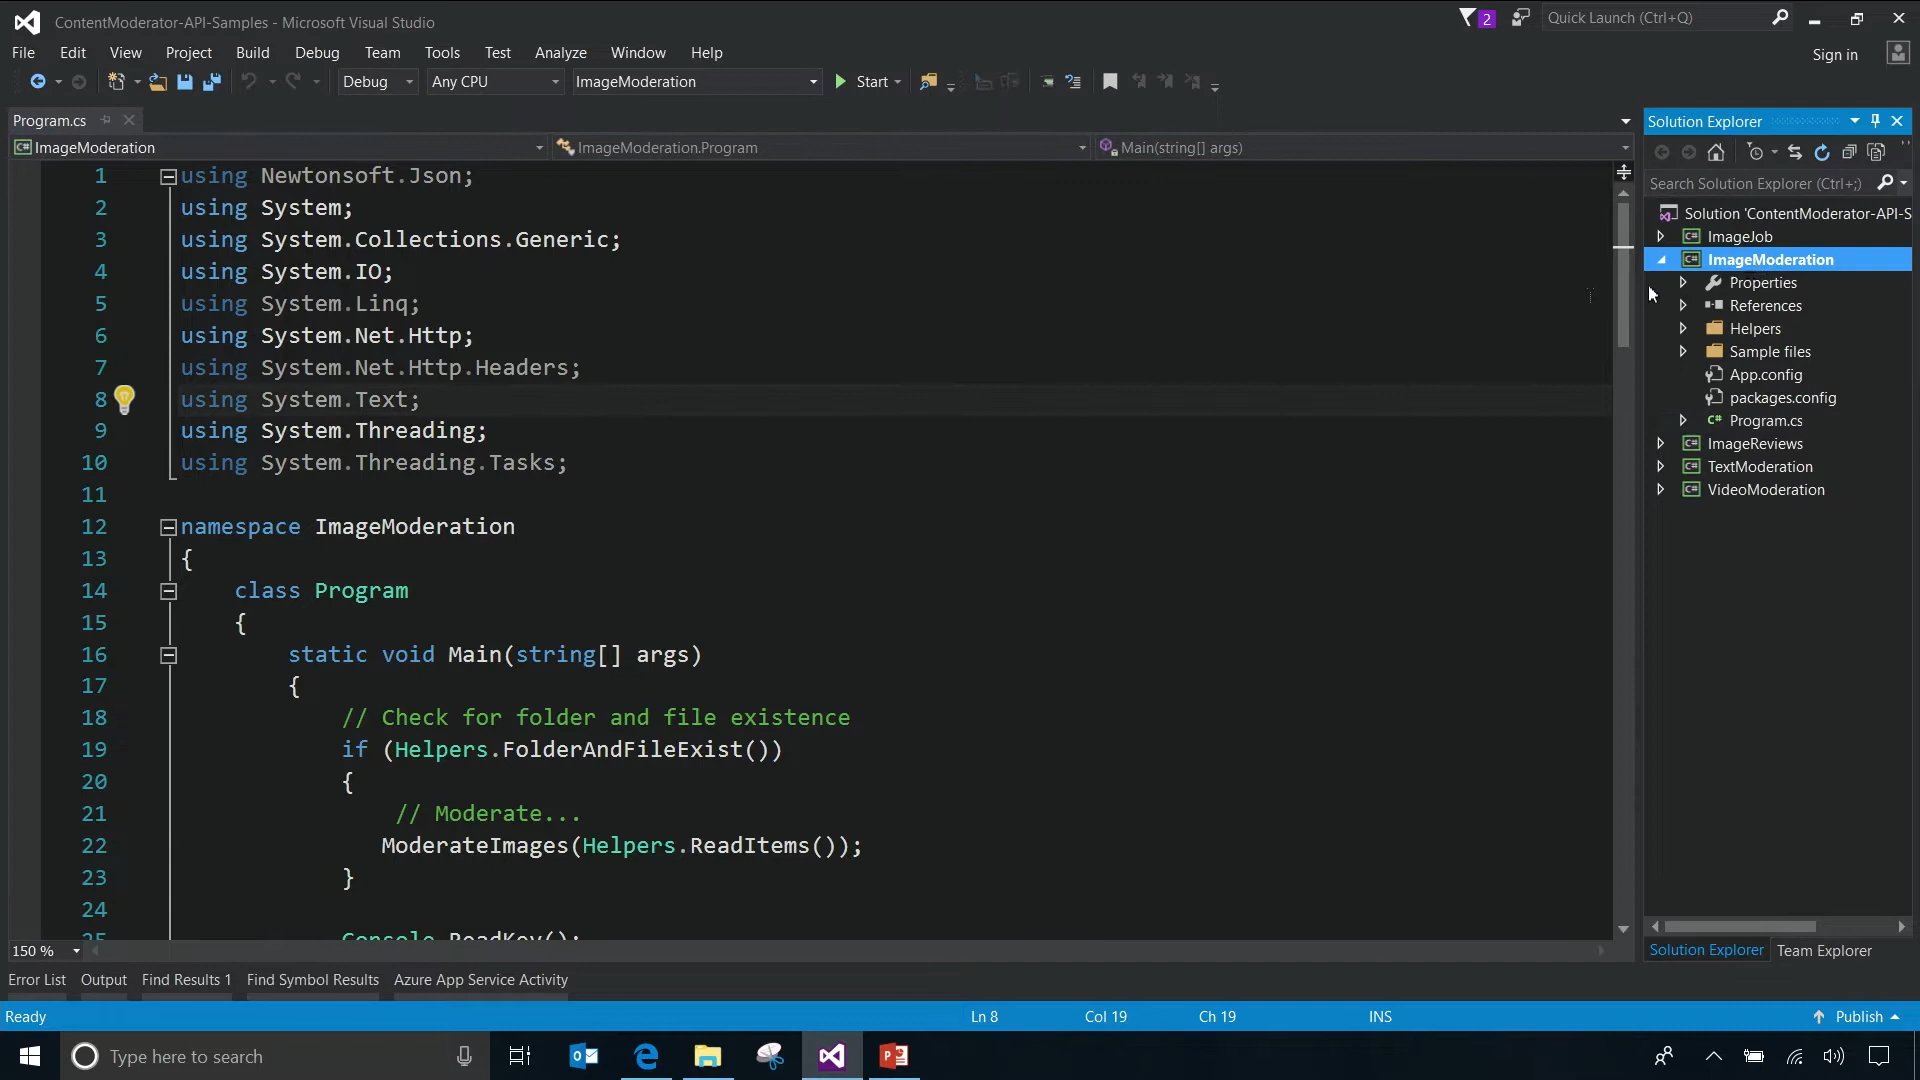 ContentModerator-API-Samples - Microsoft Visual Studio
2
Quick Launch (Ctrl+Q)
File Edit View Project Build Debug Team Tools Test Analyze Window Help
Sign in
Debug Any CPU ImageModeration Start
Program.cs
Solution Explorer
ImageModeration ImageModeration.Program Main(string[] args)
Search Solution Explorer (Ctrl+;)
Solution 'ContentModerator-API-S
ImageJob
ImageModeration
Properties
References
Helpers
Sample files
App.config
packages.config
Program.cs
ImageReviews
TextModeration
VideoModeration
1 using Newtonsoft.Json;
2 using System;
3 using System.Collections.Generic;
4 using System.IO;
5 using System.Linq;
6 using System.Net.Http;
7 using System.Net.Http.Headers;
8 using System.Text;
9 using System.Threading;
10 using System.Threading.Tasks;
11
12 namespace ImageModeration
13 {
14 class Program
15 {
16 static void Main(string[] args)
17 {
18 // Check for folder and file existence
19 if (Helpers.FolderAndFileExist())
20 {
21 // Moderate...
22 ModerateImages(Helpers.ReadItems());
23 }
24
25 Console.ReadKey();
150 %
Solution Explorer Team Explorer
Error List Output Find Results 1 Find Symbol Results Azure App Service Activity
Ready Ln 8 Col 19 Ch 19 INS Publish
Type here to search